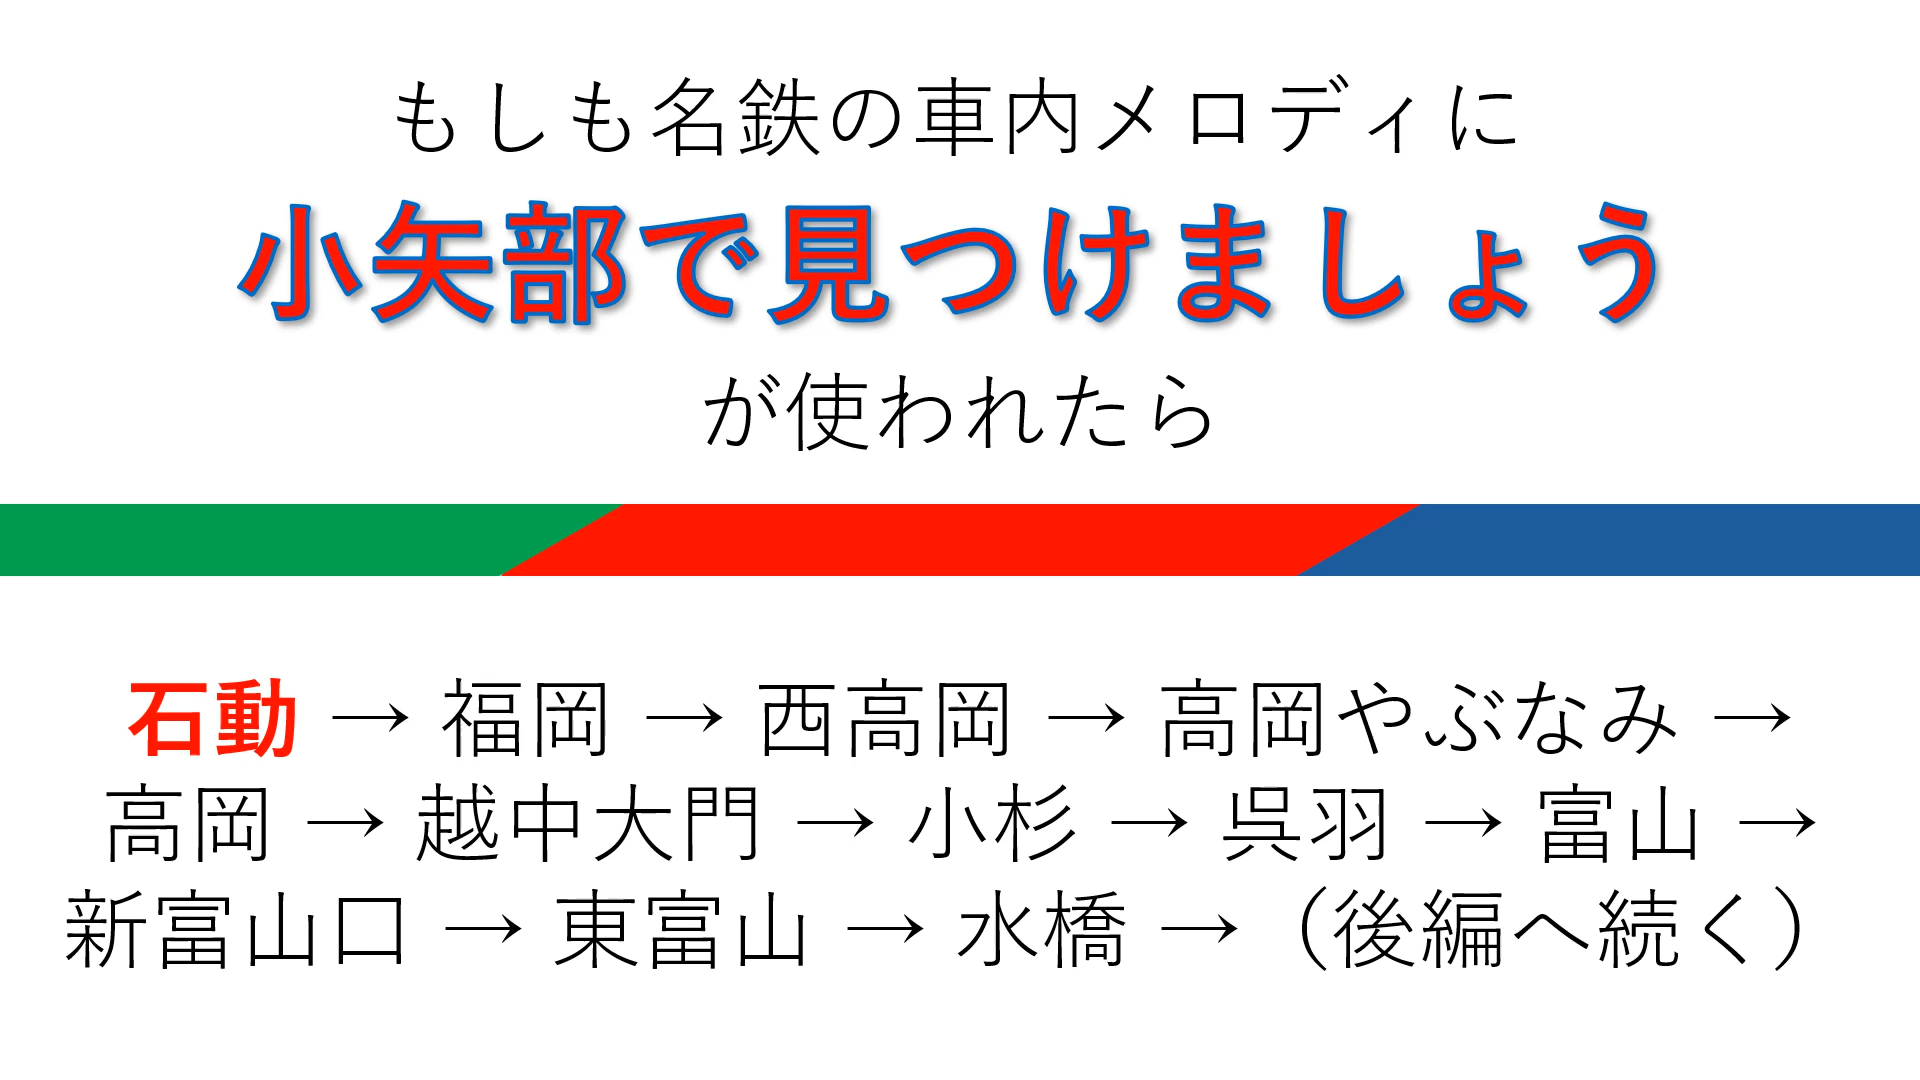 もしも名鉄の車内メロディに
小矢部で見つけましょう
が使われたら
石動 → 福岡 → 西高岡 → 高岡やぶなみ →
高岡 → 越中大門 → 小杉 → 呉羽 → 富山 →
新富山口 → 東富山 → 水橋 → （後編へ続く）